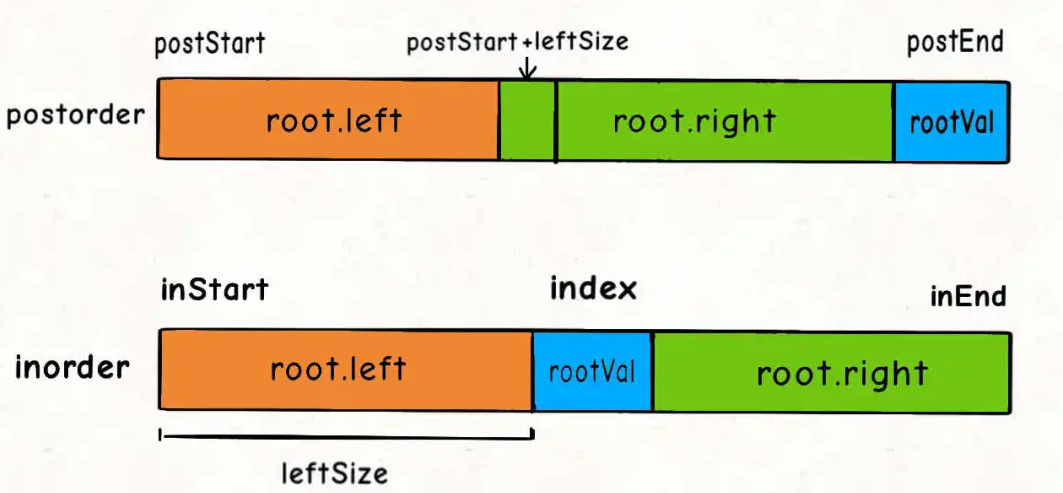 postStart postStart+leftSize postEnd
postorder root.left root.right rootVal
inStart index inEnd
inorder root.left rootVal root.right
leftSize